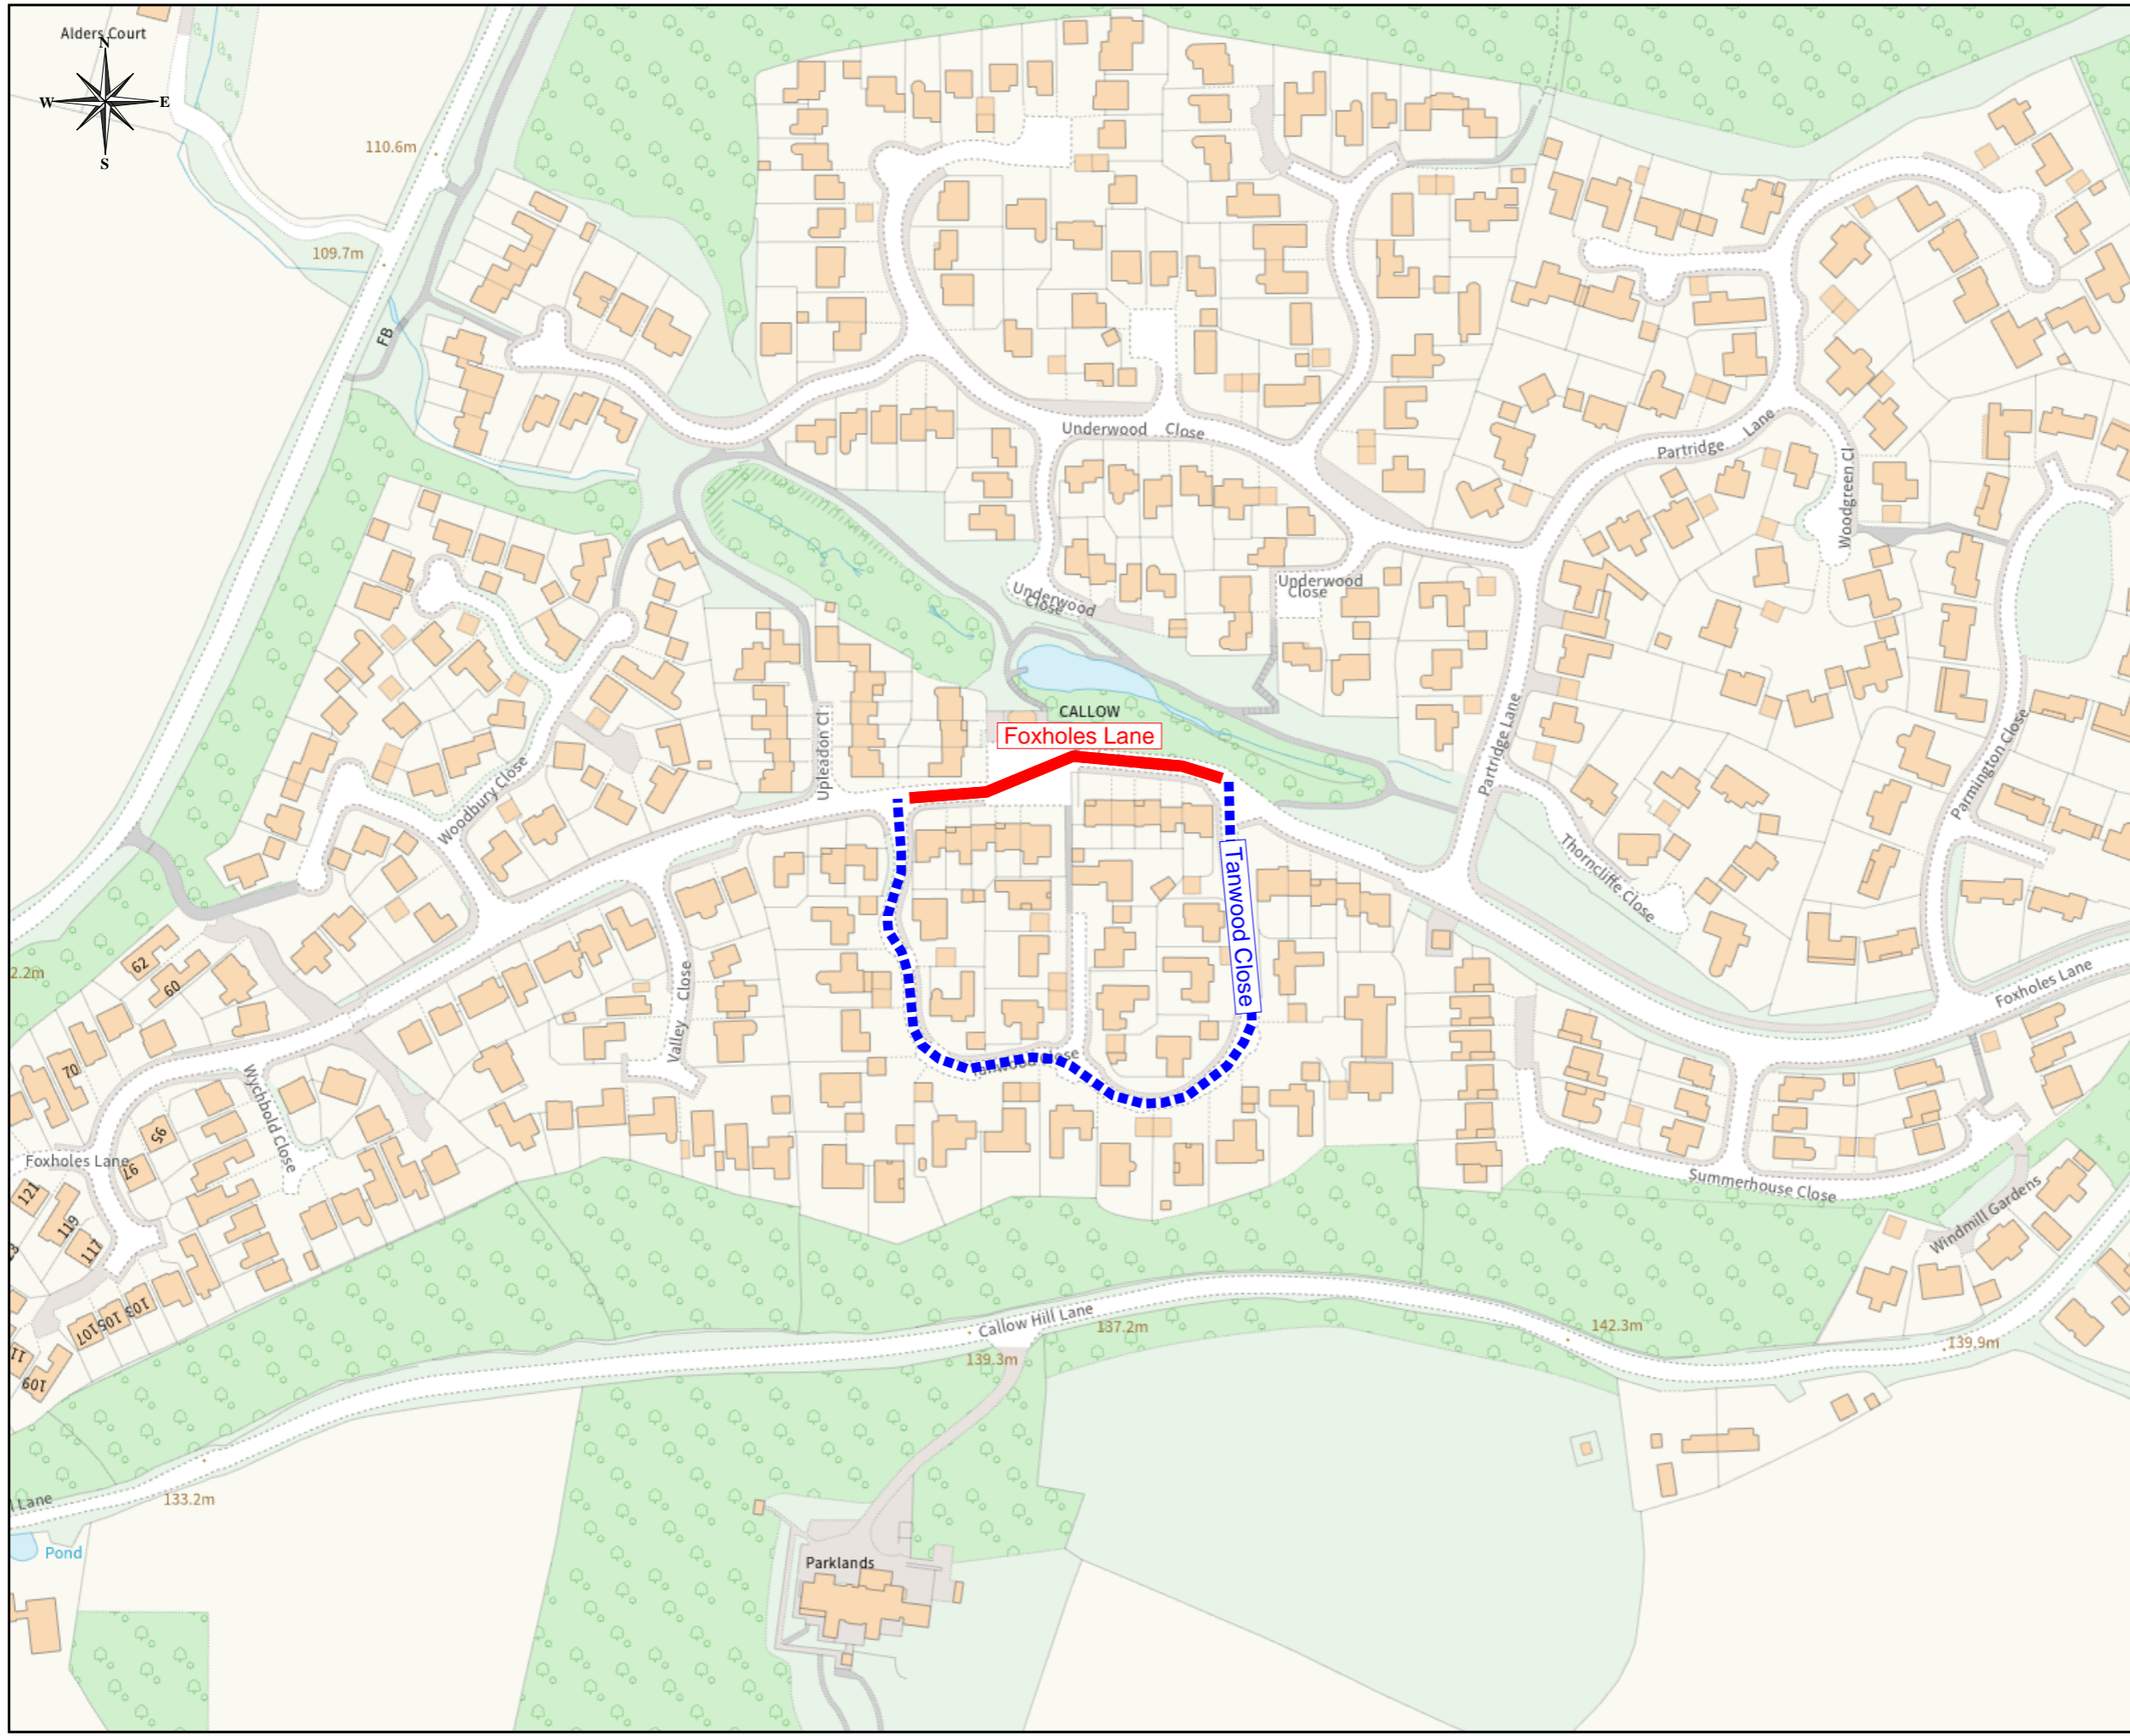 Alders Court
N
W
E
S
110.6m
109.7m
FB
Underwood Close
Partridge Lane
Woodgreen Cl
Underwood
Close
Underwood
Close
CALLOW
Foxholes Lane
Upleadon Cl
Woodbury Close
Partridge Lane
Parmington Close
Thorncliffe Close
Tanwood Close
Foxholes Lane
2.2m
62
60
Valley Close
70
Wychbold Close
95
97
Foxholes Lane
121
119
117
103
105
107
109
Summerhouse Close
Windmill Gardens
Callow Hill Lane
137.2m
139.3m
142.3m
139.9m
Lane
133.2m
Pond
Parklands